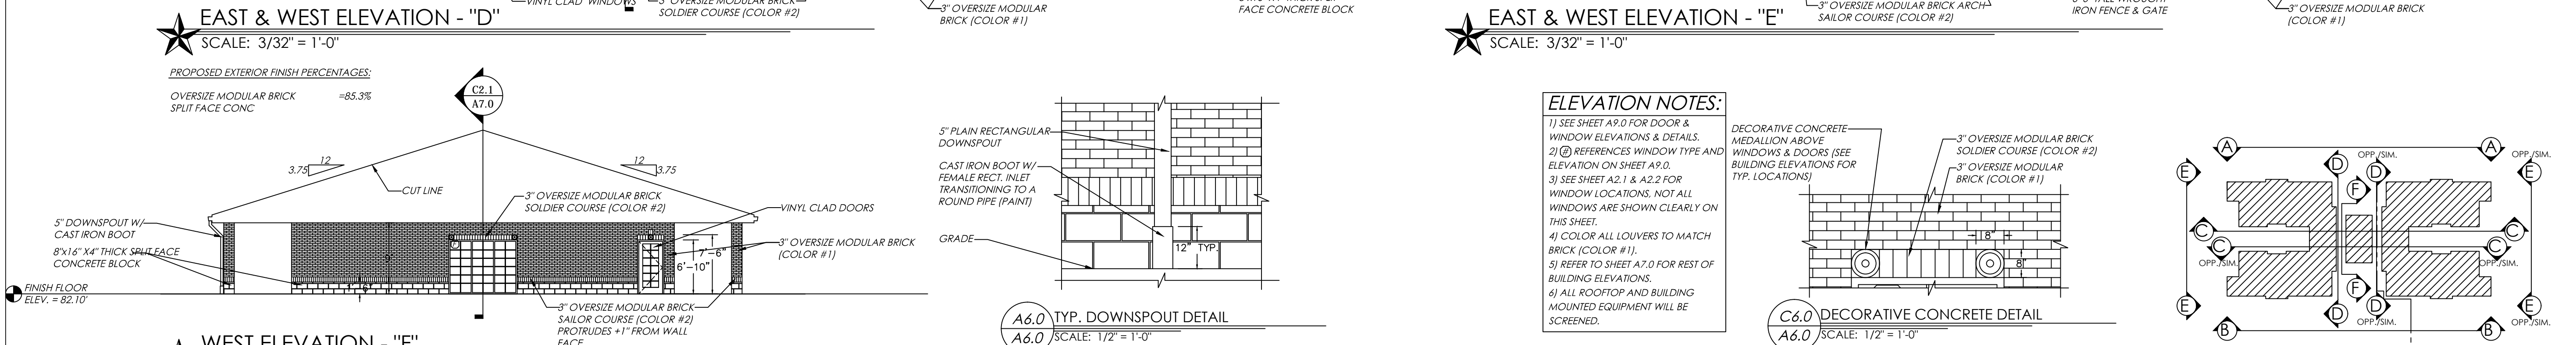 VINYL CLAD WINDOWS
3" OVERSIZE MODULAR BRICK
SOLDIER COURSE (COLOR #2)
EAST & WEST ELEVATION - "D"
SCALE: 3/32" = 1'-0"
3" OVERSIZE MODULAR
BRICK (COLOR #1)
FACE CONCRETE BLOCK
3" OVERSIZE MODULAR BRICK ARCH
SAILOR COURSE (COLOR #2)
EAST & WEST ELEVATION - "E"
SCALE: 3/32" = 1'-0"
IRON FENCE & GATE
3" OVERSIZE MODULAR BRICK
(COLOR #1)
PROPOSED EXTERIOR FINISH PERCENTAGES:
OVERSIZE MODULAR BRICK =85.3%
SPLIT FACE CONC
C2.1
A7.0
12
3.75
12
3.75
CUT LINE
3" OVERSIZE MODULAR BRICK
SOLDIER COURSE (COLOR #2)
VINYL CLAD DOORS
5" DOWNSPOUT W/
CAST IRON BOOT
8"x16" X4" THICK SPLIT FACE
CONCRETE BLOCK
3" OVERSIZE MODULAR BRICK
(COLOR #1)
9'
7'-6"
6'-10"
1'-6"
FINISH FLOOR
ELEV. = 82.10'
3" OVERSIZE MODULAR BRICK
SAILOR COURSE (COLOR #2)
PROTRUDES +1" FROM WALL
FACE
WEST ELEVATION - "F"
5" PLAIN RECTANGULAR
DOWNSPOUT
CAST IRON BOOT W/
FEMALE RECT. INLET
TRANSITIONING TO A
ROUND PIPE (PAINT)
GRADE
12" TYP.
A6.0
A6.0
TYP. DOWNSPOUT DETAIL
SCALE: 1/2" = 1'-0"
ELEVATION NOTES:
1) SEE SHEET A9.0 FOR DOOR &
WINDOW ELEVATIONS & DETAILS.
2) # REFERENCES WINDOW TYPE AND
ELEVATION ON SHEET A9.0.
3) SEE SHEET A2.1 & A2.2 FOR
WINDOW LOCATIONS, NOT ALL
WINDOWS ARE SHOWN CLEARLY ON
THIS SHEET.
4) COLOR ALL LOUVERS TO MATCH
BRICK (COLOR #1).
5) REFER TO SHEET A7.0 FOR REST OF
BUILDING ELEVATIONS.
6) ALL ROOFTOP AND BUILDING
MOUNTED EQUIPMENT WILL BE
SCREENED.
DECORATIVE CONCRETE
MEDALLION ABOVE
WINDOWS & DOORS (SEE
BUILDING ELEVATIONS FOR
TYP. LOCATIONS)
3" OVERSIZE MODULAR BRICK
SOLDIER COURSE (COLOR #2)
3" OVERSIZE MODULAR
BRICK (COLOR #1)
8"
8"
C6.0
A6.0
DECORATIVE CONCRETE DETAIL
SCALE: 1/2" = 1'-0"
A
A
OPP./SIM.
OPP./SIM.
E
D
D
E
F
C
C
C
C
OPP./SIM.
OPP./SIM.
F
E
D
D
E
OPP./SIM.
OPP./SIM.
B
B